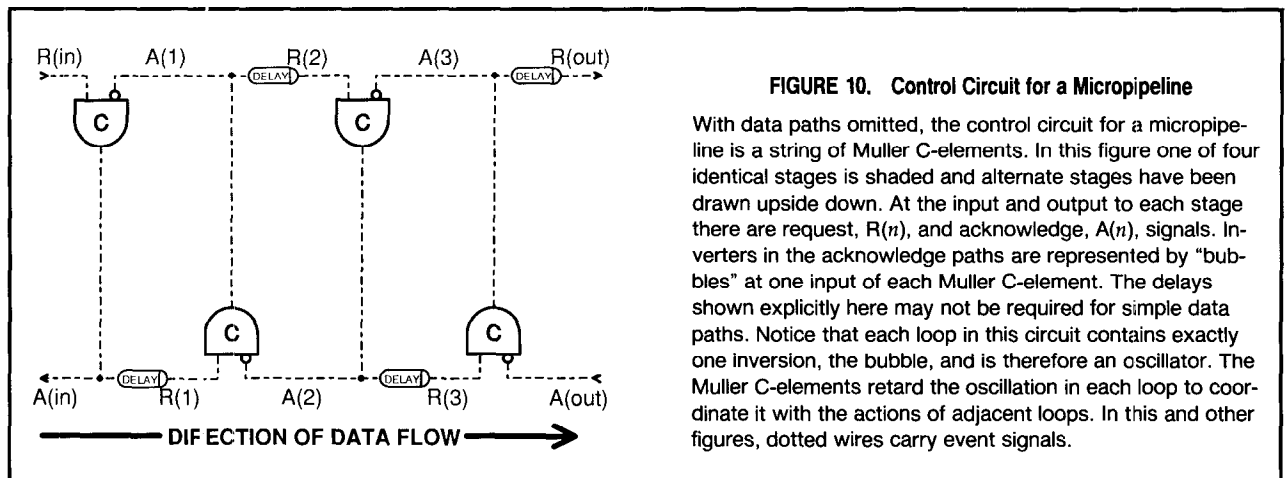 R(in) A(1) R(2) A(3) R(out)
DELAY DELAY
C C
C C
DELAY DELAY
A(in) R(1) A(2) R(3) A(out)
DIFECTION OF DATA FLOW
FIGURE 10. Control Circuit for a Micropipeline
With data paths omitted, the control circuit for a micropipe-
line is a string of Muller C-elements. In this figure one of four
identical stages is shaded and alternate stages have been
drawn upside down. At the input and output to each stage
there are request, R(n), and acknowledge, A(n), signals. In-
verters in the acknowledge paths are represented by “bub-
bles” at one input of each Muller C-element. The delays
shown explicitly here may not be required for simple data
paths. Notice that each loop in this circuit contains exactly
one inversion, the bubble, and is therefore an oscillator. The
Muller C-elements retard the oscillation in each loop to coor-
dinate it with the actions of adjacent loops. In this and other
figures, dotted wires carry event signals.